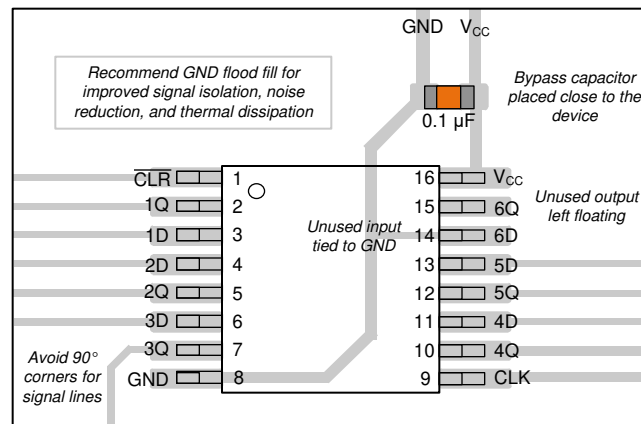 GND VCC
Recommend GND flood fill for
improved signal isolation, noise
reduction, and thermal dissipation
Bypass capacitor
placed close to the
device
0.1 µF
CLR 1 16 VCC
1Q 2 15 6Q
Unused output
left floating
1D 3 14 6D
Unused input
tied to GND
2D 4 13 5D
2Q 5 12 5Q
3D 6 11 4D
3Q 7 10 4Q
GND 8 9 CLK
Avoid 90°
corners for
signal lines